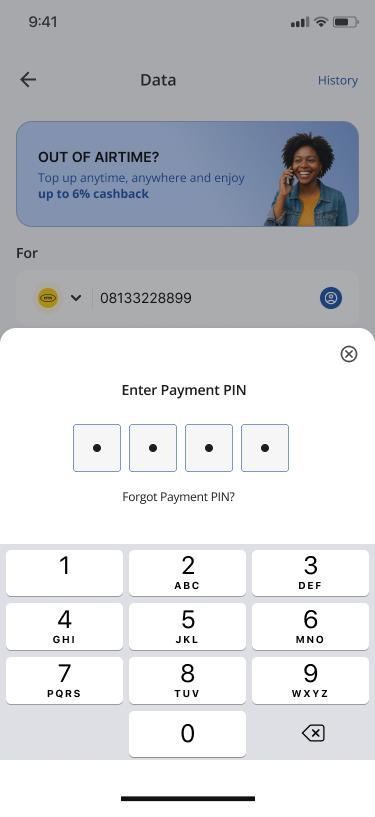 9:41
Data
History
OUT OF AIRTIME?
Top up anytime, anywhere and enjoy
up to 6% cashback
For
MTN
08133228899
Enter Payment PIN
Forgot Payment PIN?
1 2 3
ABC DEF
4 5 6
GHI JKL MNO
7 8 9
PQRS TUV WXYZ
0